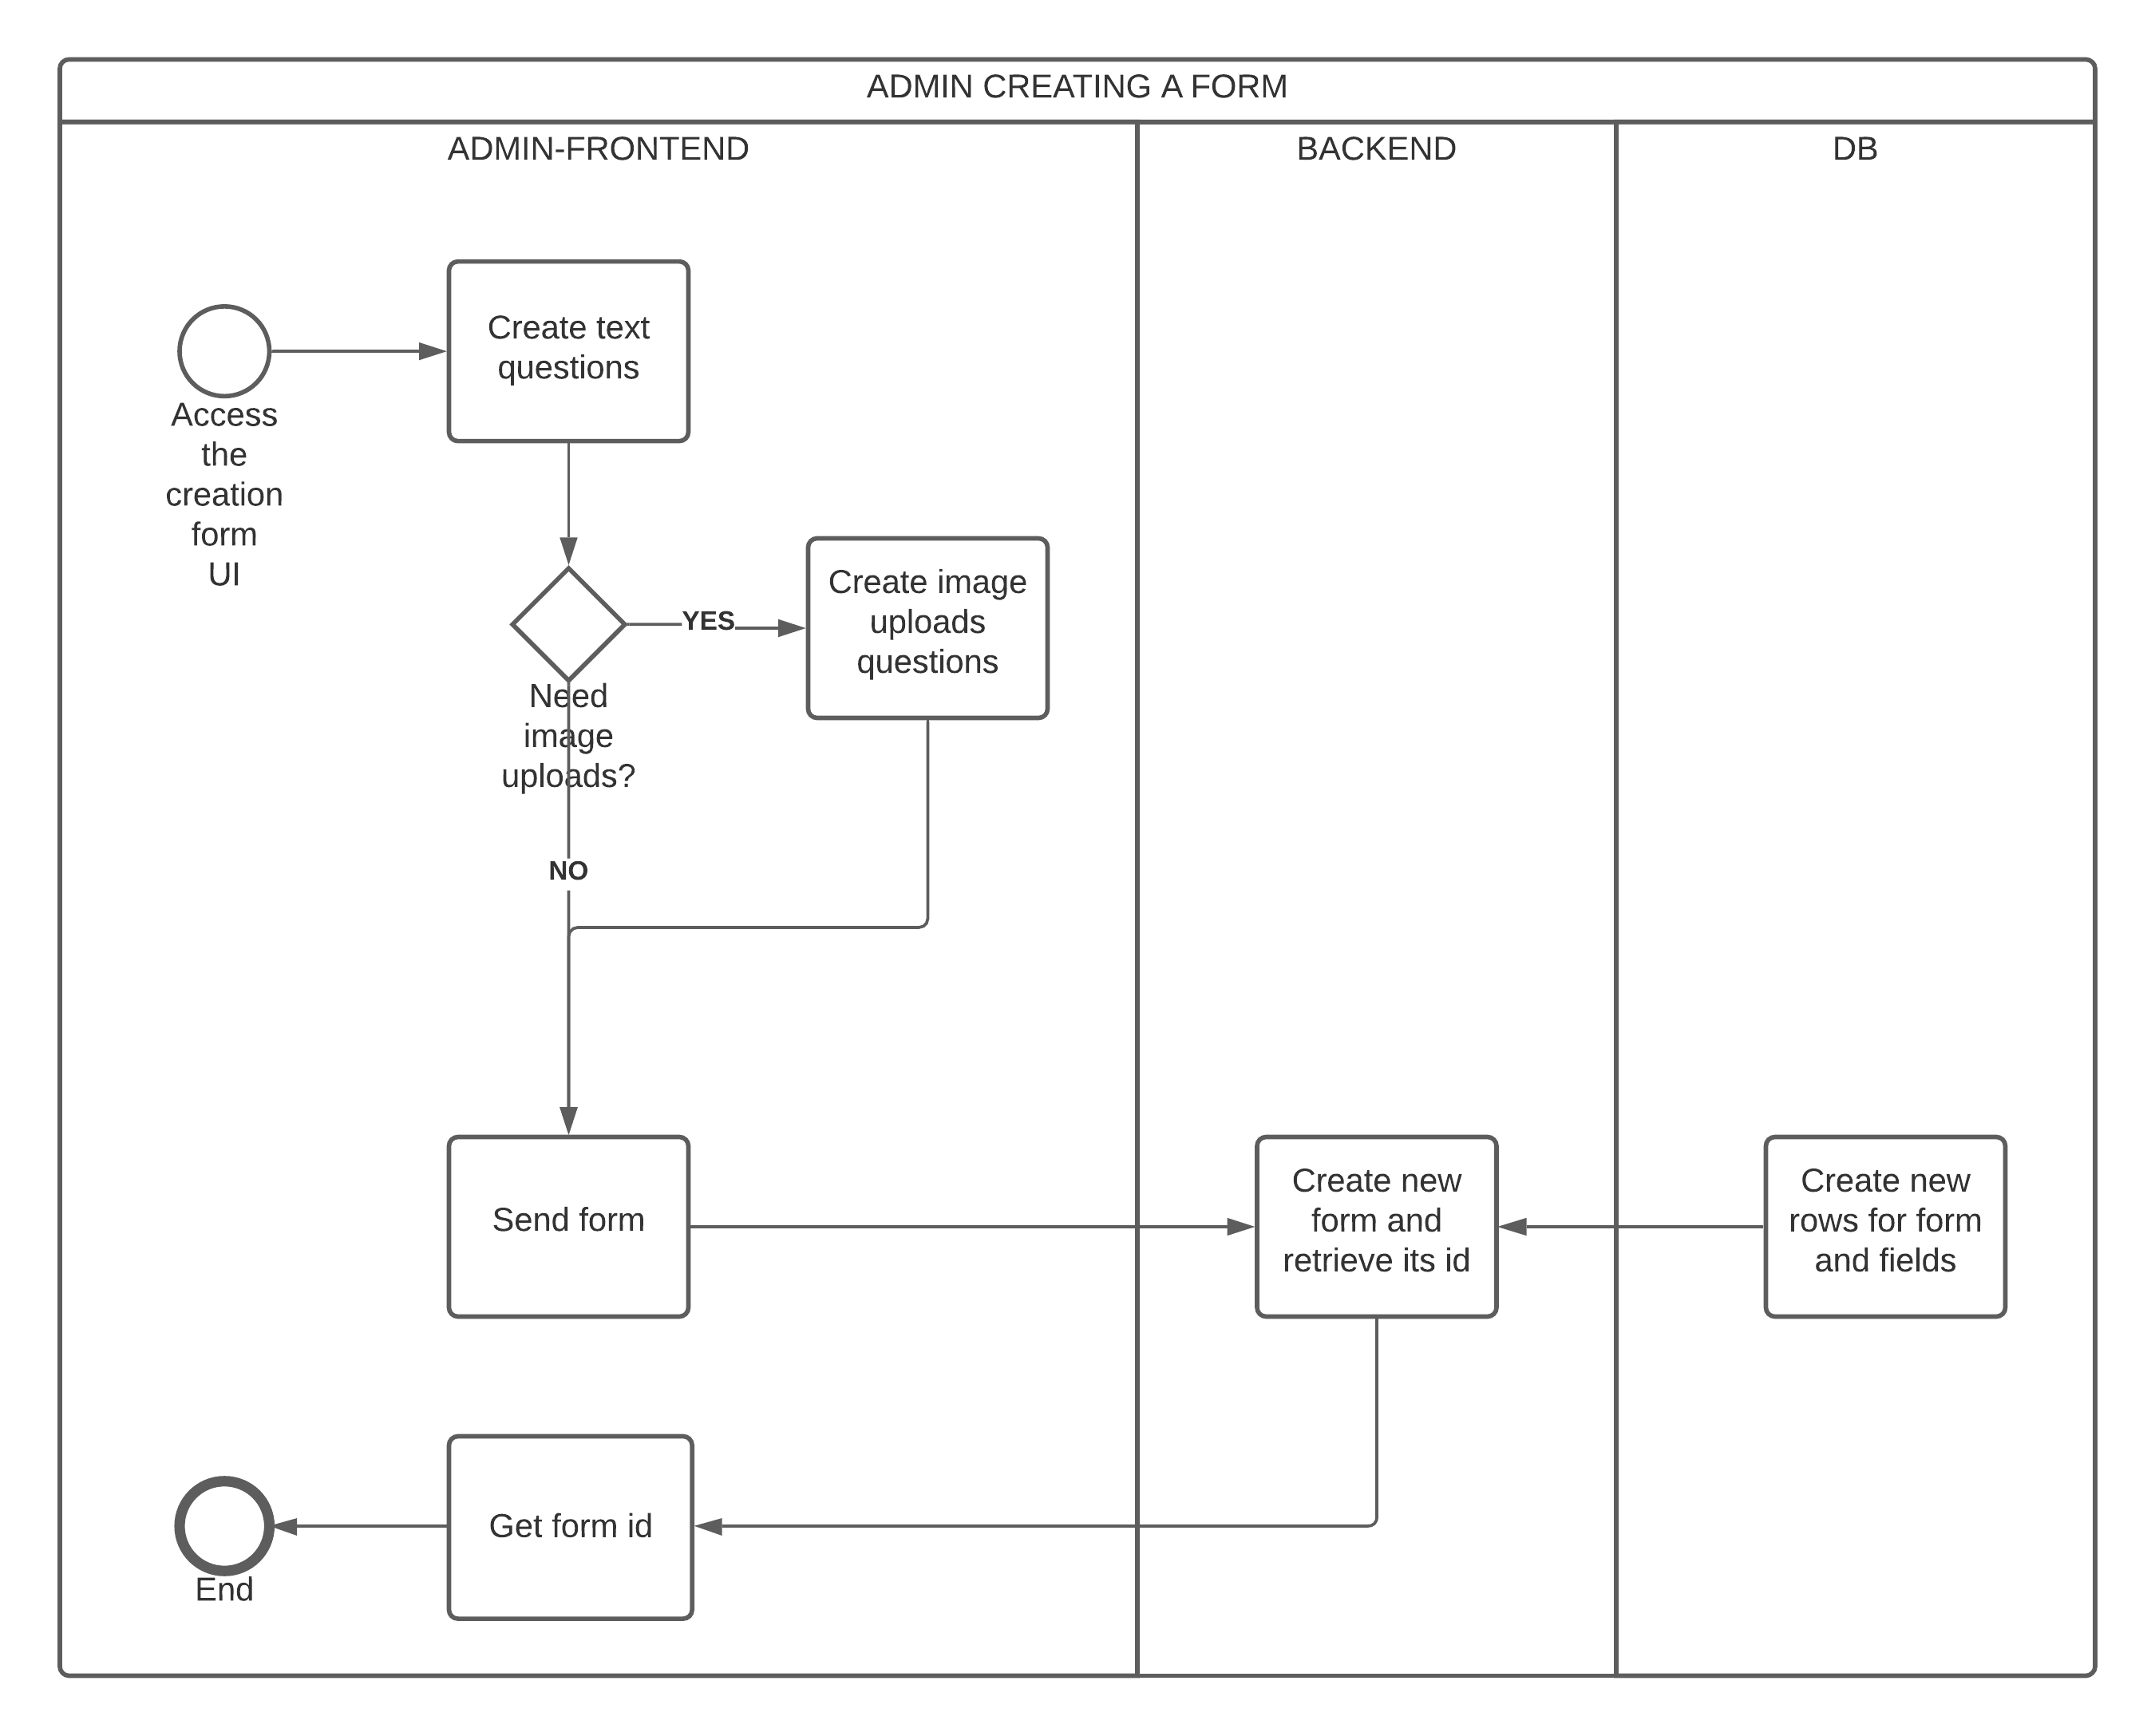 ADMIN CREATING A FORM
ADMIN-FRONTEND
BACKEND
DB
Create text
questions
Access
the
creation
form
UI
YES
Create image
uploads
questions
Need
image
uploads?
NO
Send form
Create new
form and
retrieve its id
Create new
rows for form
and fields
Get form id
End